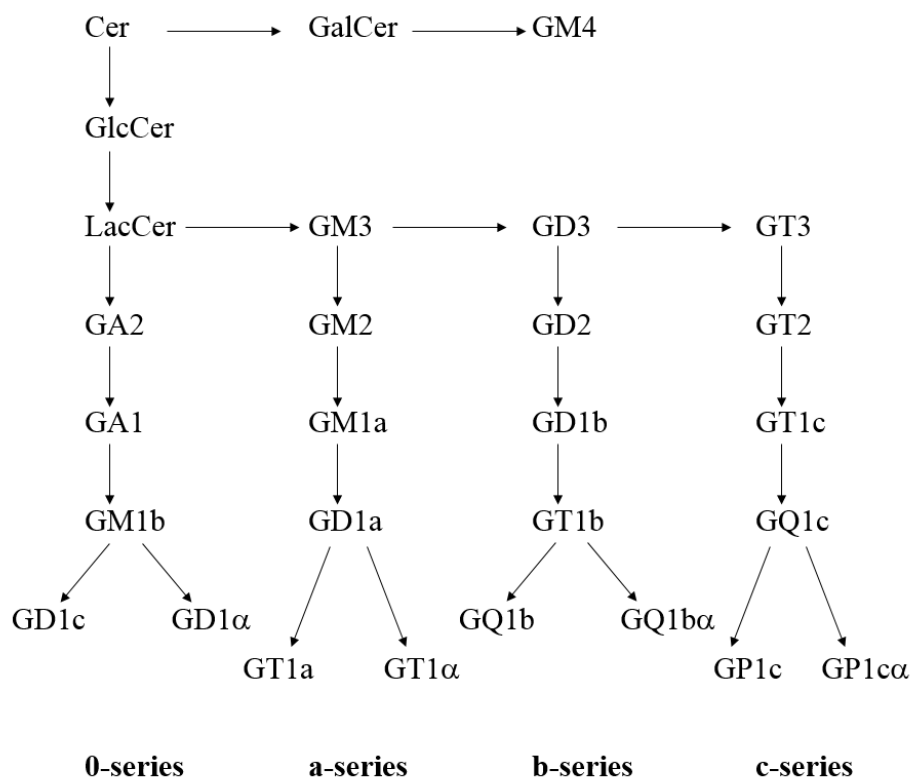 Cer GalCer GM4
GlcCer
LacCer GM3 GD3 GT3
GA2 GM2 GD2 GT2
GA1 GM1a GD1b GT1c
GM1b GD1a GT1b GQ1c
GD1c GD1α GQ1b GQ1bα
GT1a GT1α GP1c GP1cα
0-series a-series b-series c-series